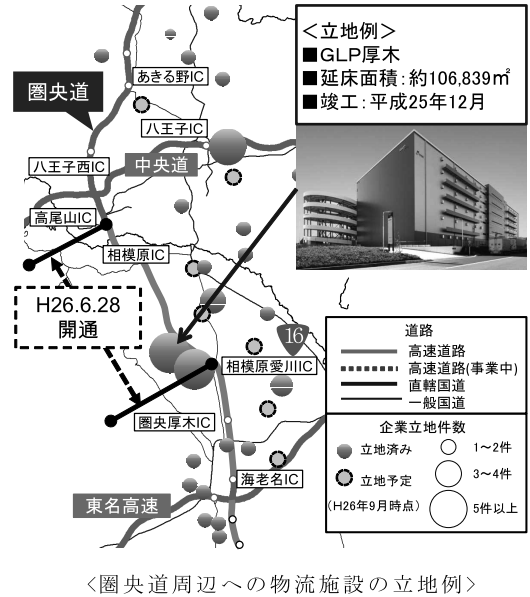 <立地例>
■GLP厚木
■延床面積：約106,839㎡
■竣工：平成25年12月
あきる野IC
圏央道
八王子IC
八王子西IC
中央道
高尾山IC
相模原IC
H26.6.28
開通
16
相模原愛川IC
圏央厚木IC
海老名IC
東名高速
道路
高速道路
高速道路(事業中)
直轄国道
一般国道
企業立地件数
立地済み
立地予定
(H26年9月時点)
1～2件
3～4件
5件以上
<圏央道周辺への物流施設の立地例>